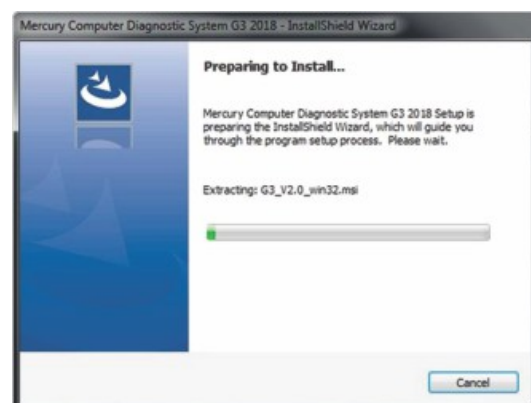 Mercury Computer Diagnostic System G3 2018 - InstallShield Wizard
Preparing to Install...
Mercury Computer Diagnostic System G3 2018 Setup is
preparing the InstallShield Wizard, which will guide you
through the program setup process. Please wait.
Extracting: G3_V2.0_win32.msi
Cancel